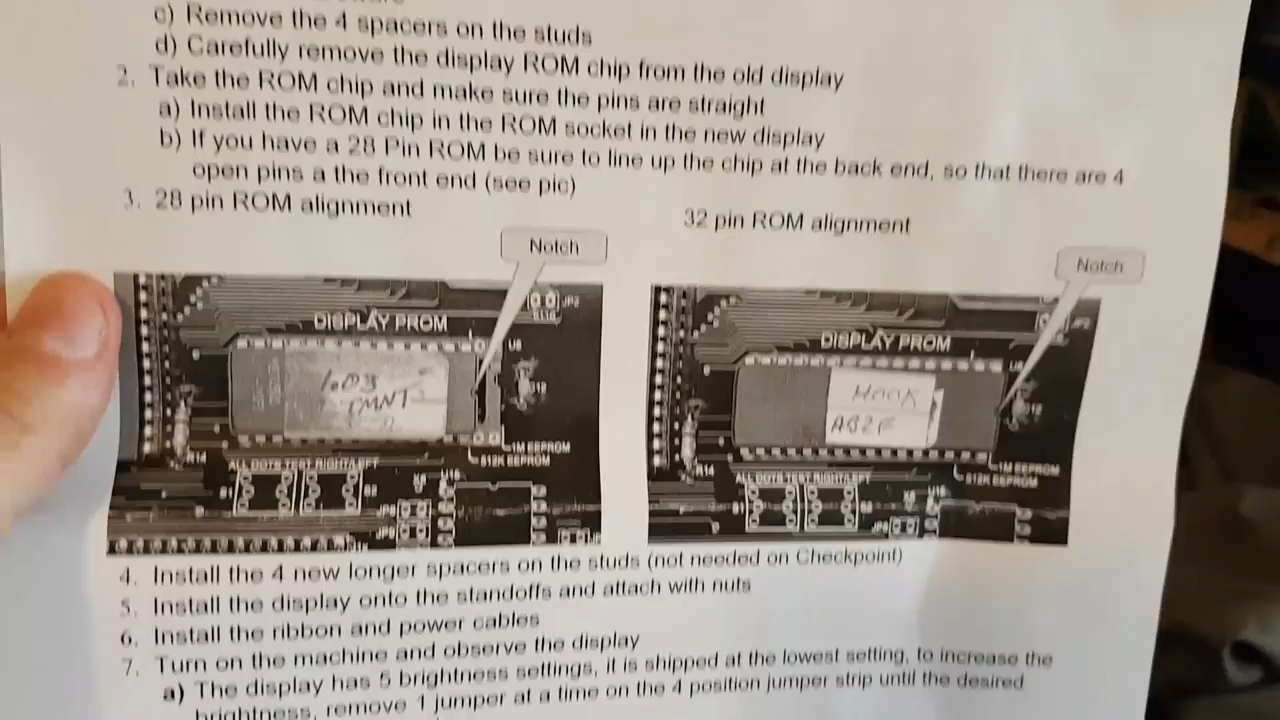 c) Remove the 4 spacers on the studs
d) Carefully remove the display ROM chip from the old display
2. Take the ROM chip and make sure the pins are straight
a) Install the ROM chip in the ROM socket in the new display
b) If you have a 28 Pin ROM be sure to line up the chip at the back end, so that there are 4
open pins a the front end (see pic)
3. 28 pin ROM alignment
32 pin ROM alignment
Notch
Notch
JP2
DISPLAY PROM
TMNT
1M EEPROM
512K EEPROM
R14
ALL DOTS TEST RIGHT/LEFT
DISPLAY PROM
HOOK
1M EEPROM
512K EEPROM
R14
ALL DOTS TEST RIGHT/LEFT
4. Install the 4 new longer spacers on the studs (not needed on Checkpoint)
5. Install the display onto the standoffs and attach with nuts
6. Install the ribbon and power cables
7. Turn on the machine and observe the display
a) The display has 5 brightness settings, it is shipped at the lowest setting, to increase the
brightness, remove 1 jumper at a time on the 4 position jumper strip until the desired